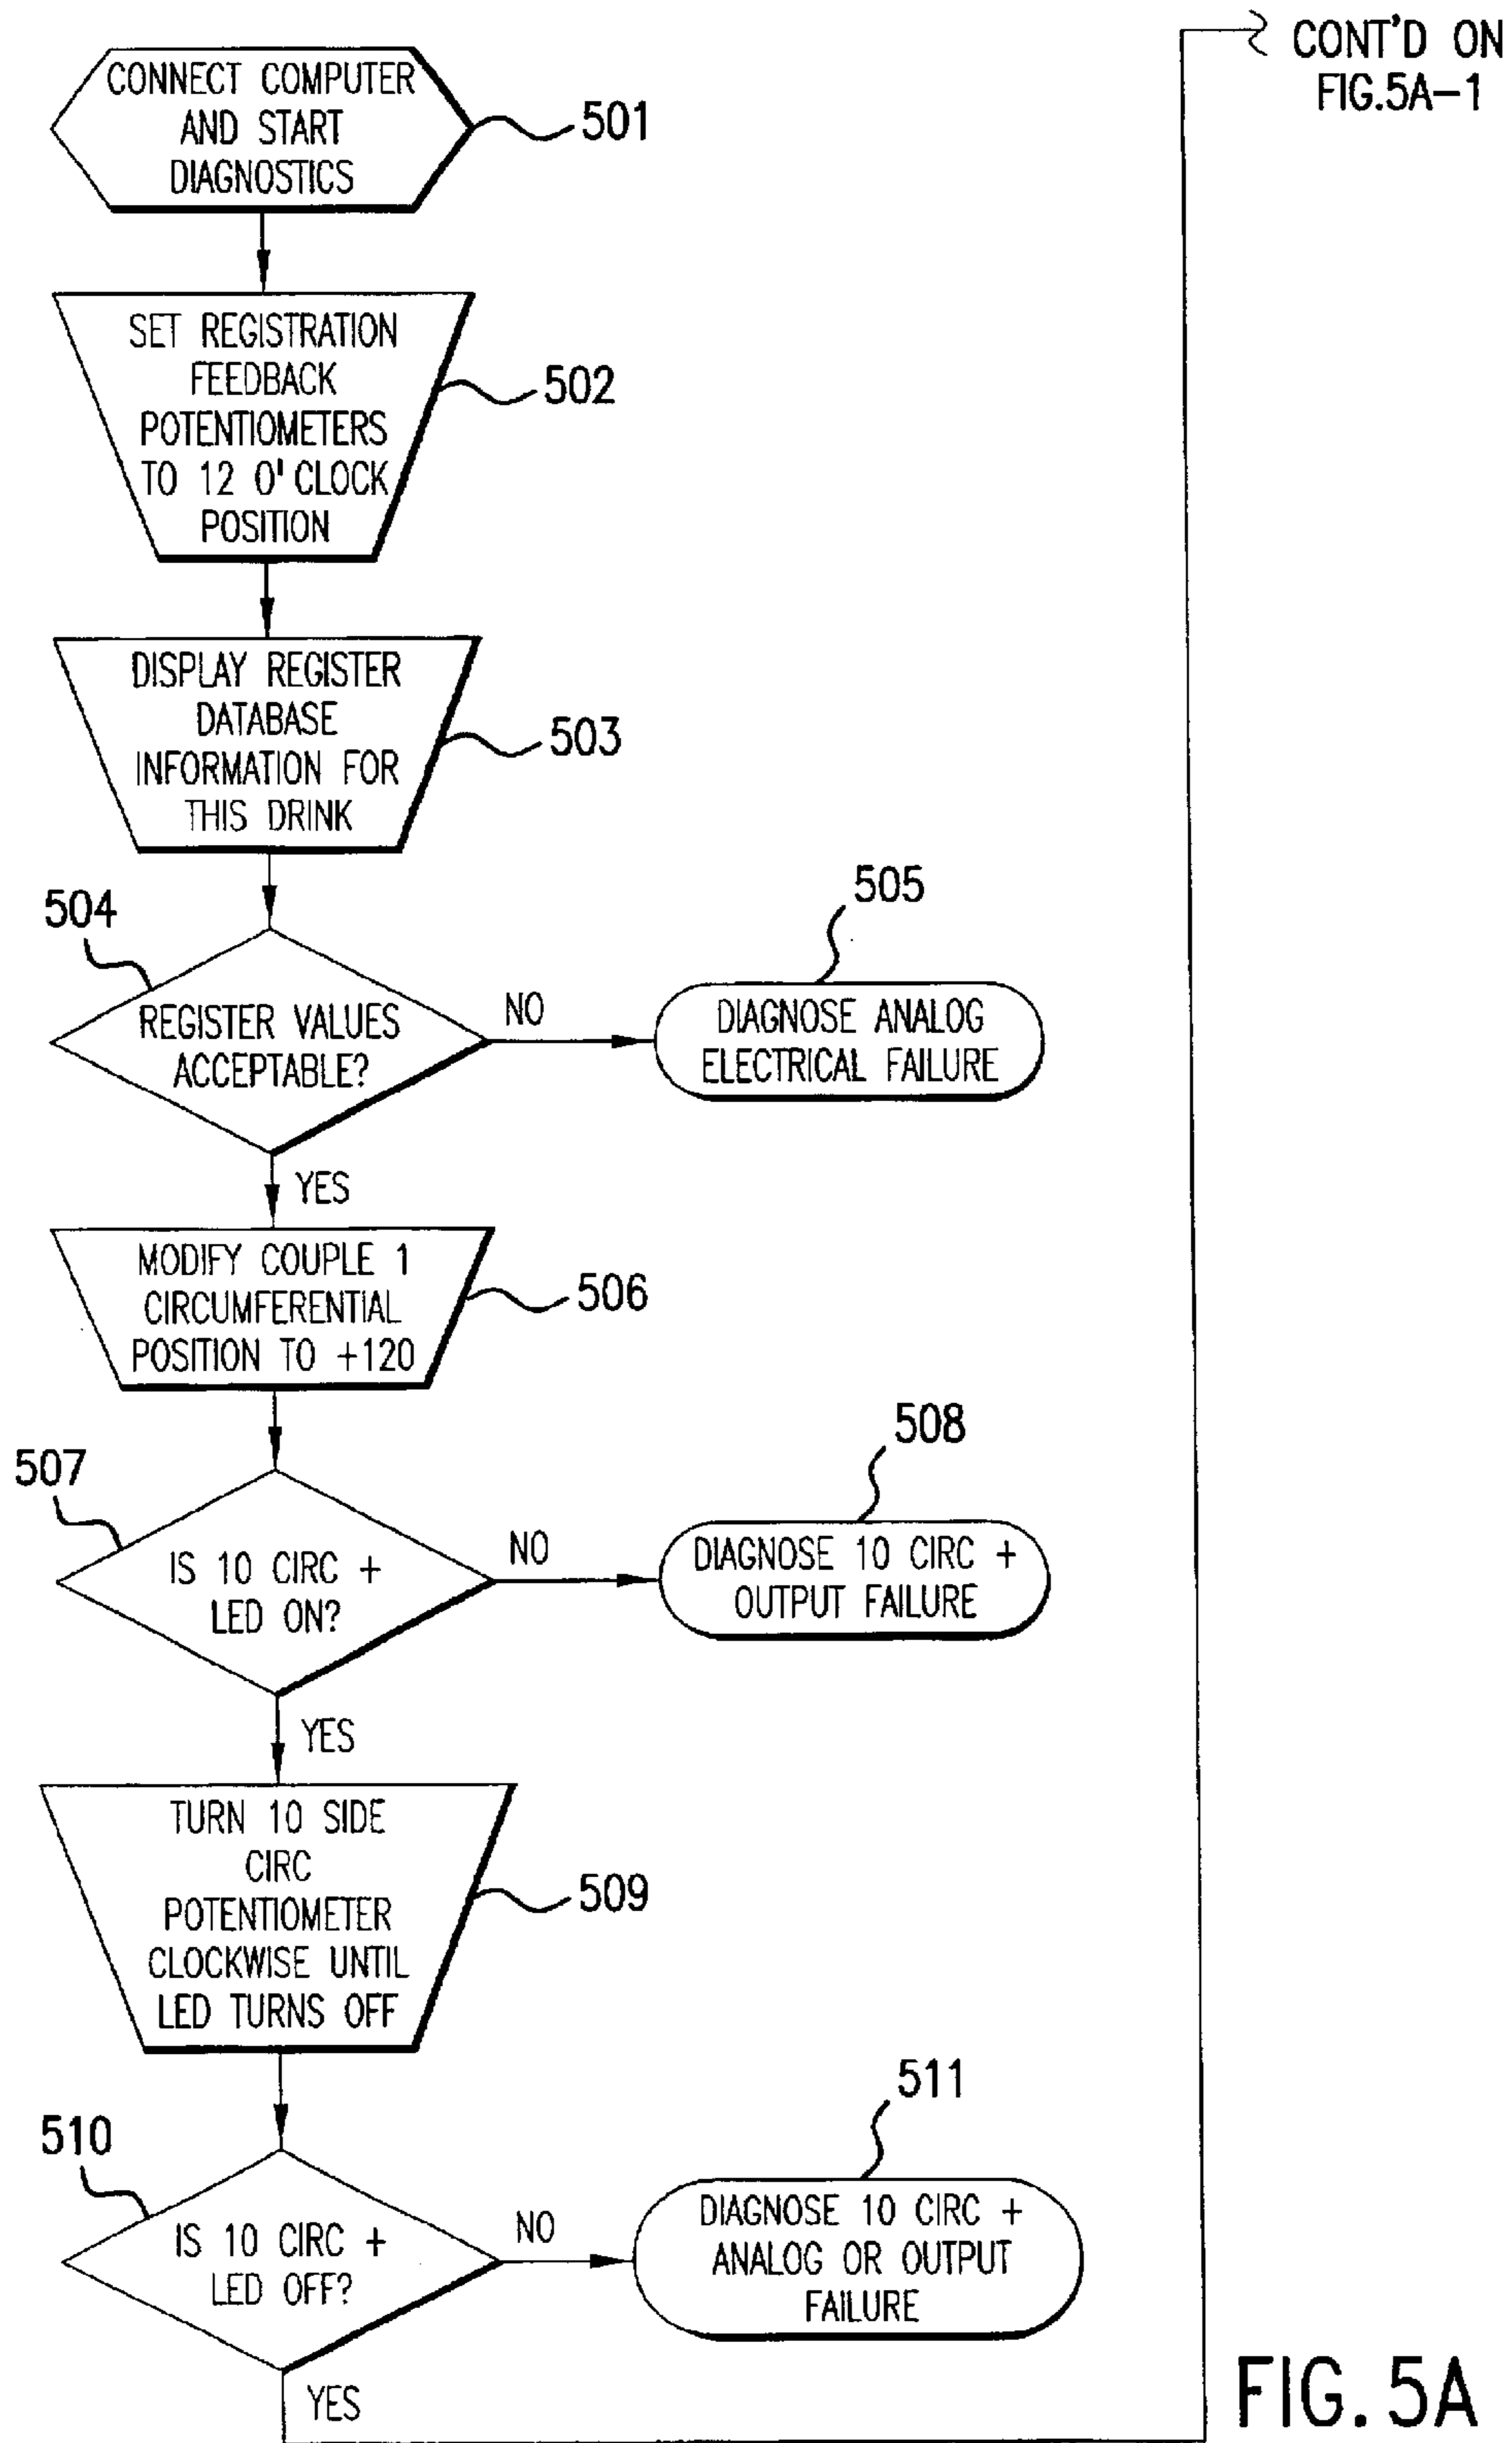 CONT'D ON
FIG.5A-1
CONNECT COMPUTER
AND START
DIAGNOSTICS
501
SET REGISTRATION
FEEDBACK
POTENTIOMETERS
TO 12 O'CLOCK
POSITION
502
DISPLAY REGISTER
DATABASE
INFORMATION FOR
THIS DRINK
503
504
REGISTER VALUES
ACCEPTABLE?
NO
505
DIAGNOSE ANALOG
ELECTRICAL FAILURE
YES
MODIFY COUPLE 1
CIRCUMFERENTIAL
POSITION TO +120
506
507
IS 10 CIRC +
LED ON?
NO
508
DIAGNOSE 10 CIRC +
OUTPUT FAILURE
YES
TURN 10 SIDE
CIRC
POTENTIOMETER
CLOCKWISE UNTIL
LED TURNS OFF
509
510
IS 10 CIRC +
LED OFF?
NO
511
DIAGNOSE 10 CIRC +
ANALOG OR OUTPUT
FAILURE
YES
FIG. 5A